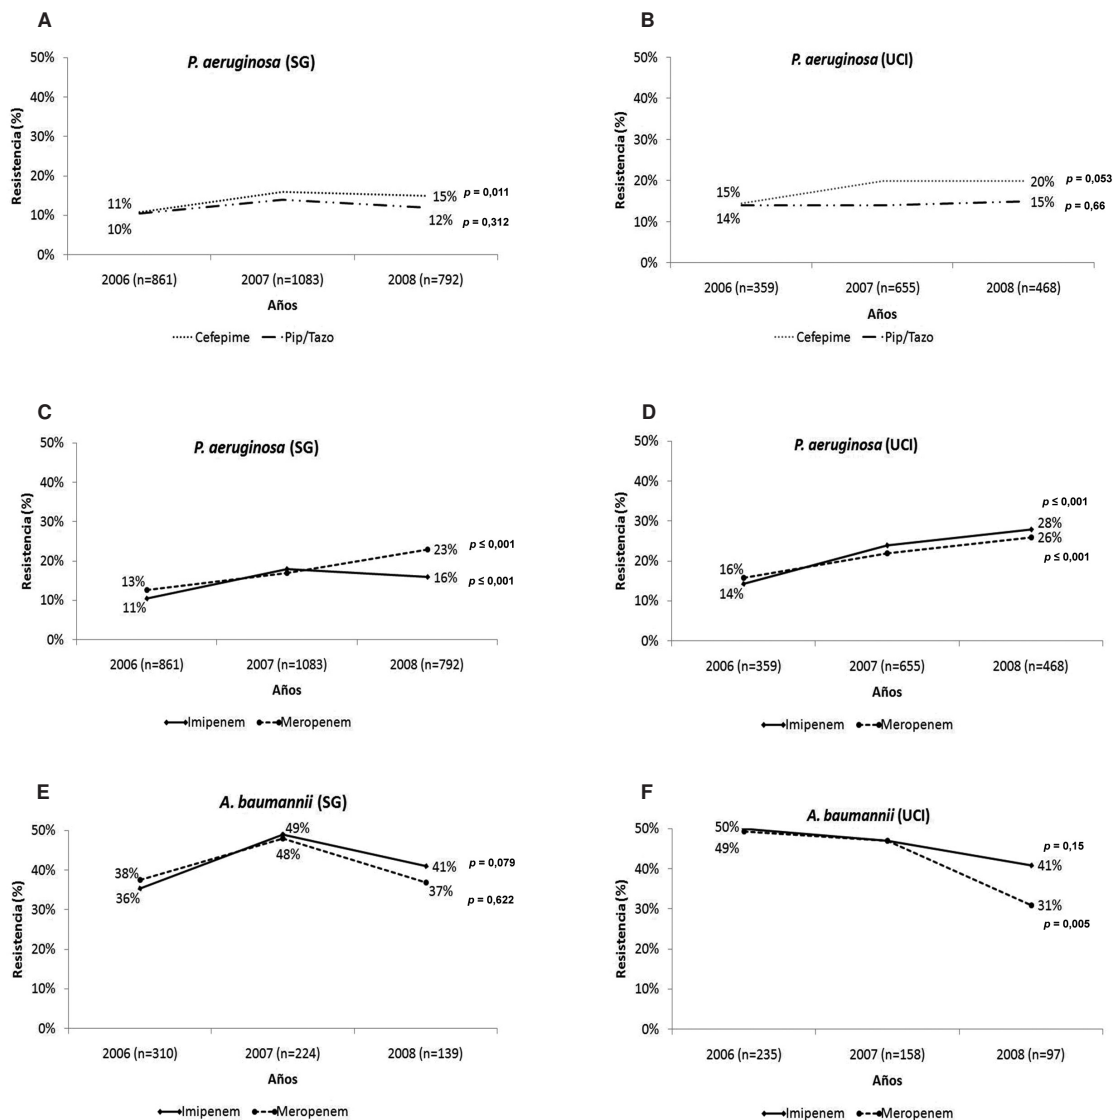 A
P. aeruginosa (SG)
Resistencia (%)
50%
40%
30%
20%
10%
0%
11%
10%
15% p = 0,011
12% p = 0,312
2006 (n=861) 2007 (n=1083) 2008 (n=792)
Años
Cefepime Pip/Tazo
B
P. aeruginosa (UCI)
Resistencia (%)
50%
40%
30%
20%
10%
0%
15%
14%
20% p = 0,053
15% p = 0,66
2006 (n=359) 2007 (n=655) 2008 (n=468)
Años
Cefepime Pip/Tazo
C
P. aeruginosa (SG)
Resistencia (%)
50%
40%
30%
20%
10%
0%
13%
11%
23% p ≤ 0,001
16% p ≤ 0,001
2006 (n=861) 2007 (n=1083) 2008 (n=792)
Años
Imipenem Meropenem
D
P. aeruginosa (UCI)
Resistencia (%)
50%
40%
30%
20%
10%
0%
16%
14%
p ≤ 0,001
28%
26%
p ≤ 0,001
2006 (n=359) 2007 (n=655) 2008 (n=468)
Años
Imipenem Meropenem
E
A. baumannii (SG)
Resistencia (%)
50%
40%
30%
20%
10%
0%
38%
36%
49%
48%
41% p = 0,079
37%
p = 0,622
2006 (n=310) 2007 (n=224) 2008 (n=139)
Años
Imipenem Meropenem
F
A. baumannii (UCI)
Resistencia (%)
50%
40%
30%
20%
10%
0%
50%
49%
p = 0,15
41%
31%
p = 0,005
2006 (n=235) 2007 (n=158) 2008 (n=97)
Años
Imipenem Meropenem